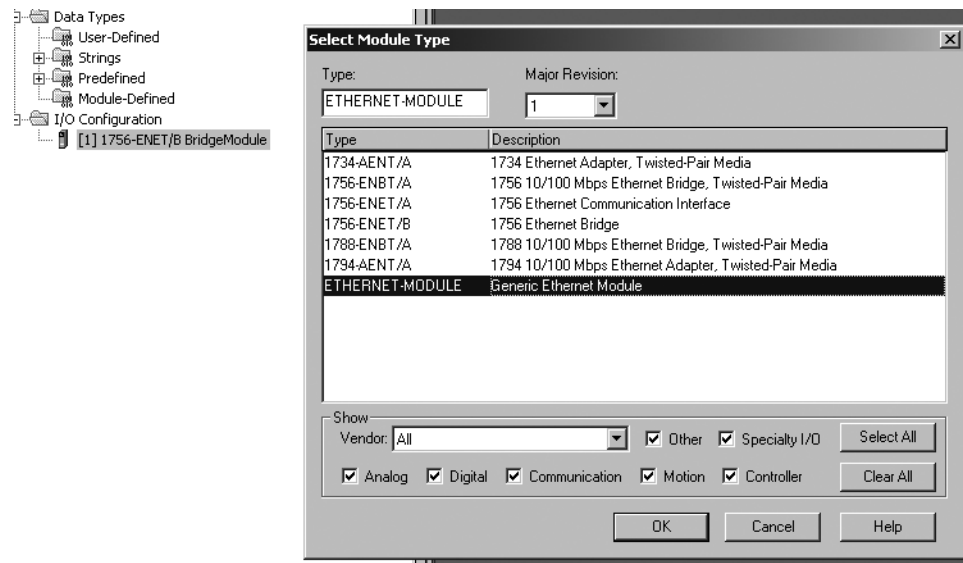 Data Types
User-Defined
Strings
Predefined
Module-Defined
I/O Configuration
[1] 1756-ENET/B BridgeModule
Select Module Type
Type: Major Revision:
ETHERNET-MODULE 1
Type Description
1734-AENT/A 1734 Ethernet Adapter, Twisted-Pair Media
1756-ENBT/A 1756 10/100 Mbps Ethernet Bridge, Twisted-Pair Media
1756-ENET/A 1756 Ethernet Communication Interface
1756-ENET/B 1756 Ethernet Bridge
1788-ENBT/A 1788 10/100 Mbps Ethernet Bridge, Twisted-Pair Media
1794-AENT/A 1794 10/100 Mbps Ethernet Adapter, Twisted-Pair Media
ETHERNET-MODULE Generic Ethernet Module
Show
Vendor: All Other Specialty I/O Select All
Analog Digital Communication Motion Controller Clear All
OK Cancel Help